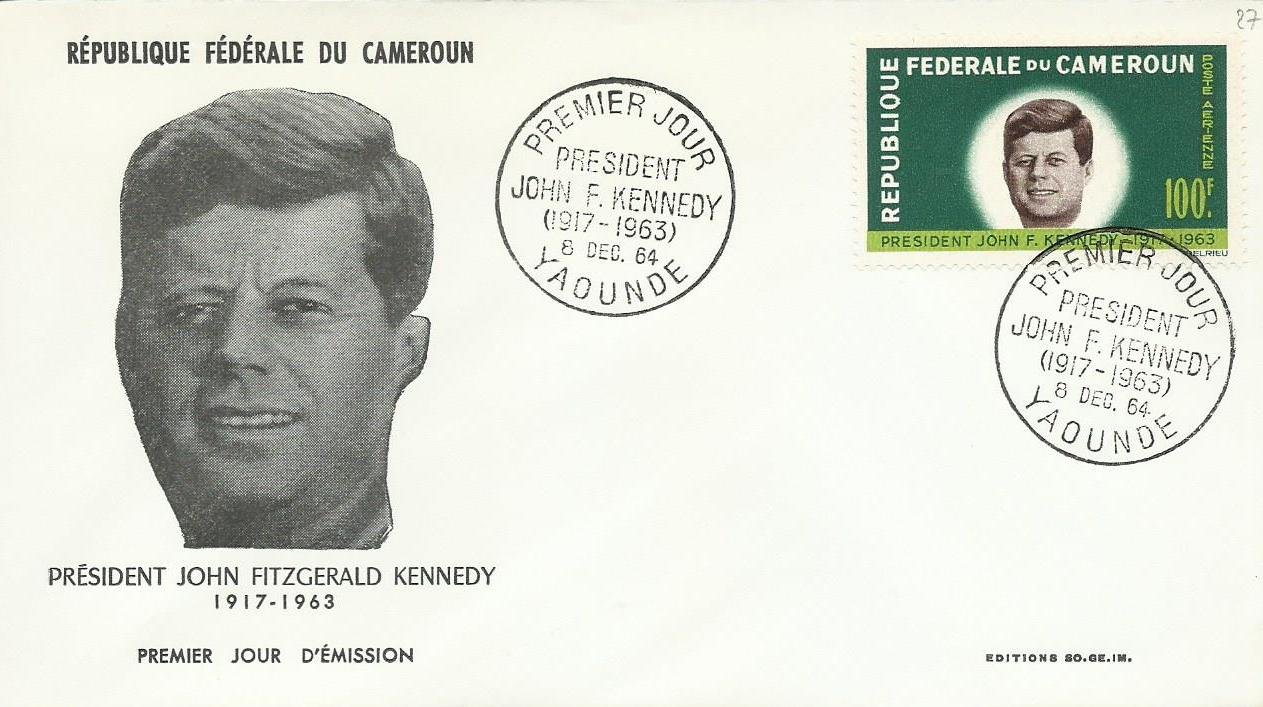 27
RÉPUBLIQUE FÉDÉRALE DU CAMEROUN
PREMIER JOUR
PRESIDENT
JOHN F. KENNEDY
(1917-1963)
8 DEC. 64
YAOUNDE
REPUBLIQUE
FEDERALE DU CAMEROUN
POSTE AERIENNE
100F.
PRESIDENT JOHN F. KENNEDY-1917-1963
DELRIEU
PREMIER JOUR
PRESIDENT
JOHN F. KENNEDY
(1917-1963)
8 DEC. 64
YAOUNDE
PRÉSIDENT JOHN FITZGERALD KENNEDY
1917-1963
PREMIER JOUR D'ÉMISSION
EDITIONS SO.GE.IM.